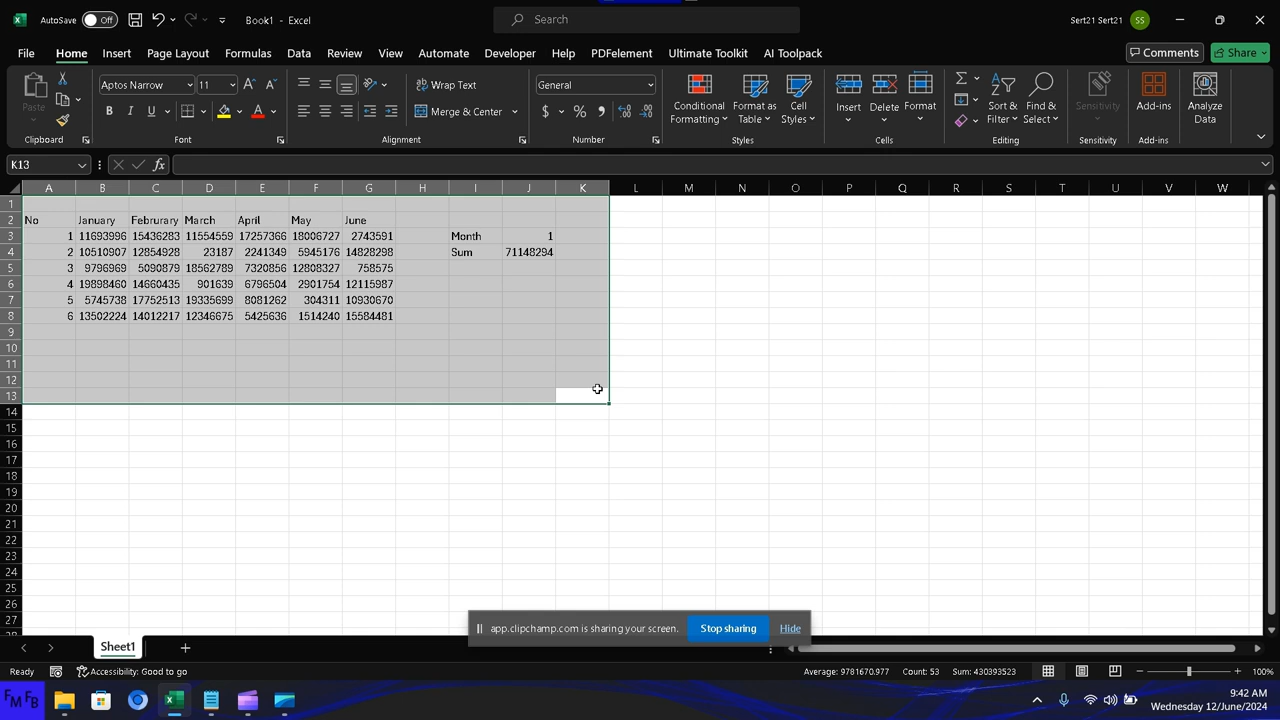 AutoSave Off Book1 - Excel Search Sert21 Sert21 SS
File Home Insert Page Layout Formulas Data Review View Automate Developer Help PDFelement Ultimate Toolkit AI Toolpack Comments Share
Paste Aptos Narrow 11 Wrap Text General Conditional Formatting Format as Table Cell Styles Insert Delete Format Sort & Filter Find & Select Sensitivity Add-ins Analyze Data
B I U Merge & Center $ %
Clipboard Font Alignment Number Styles Cells Editing Sensitivity Add-ins
K13 fx
A B C D E F G H I J K L M N O P Q R S T U V W
1
2 No January Februrary March April May June
3 1 11693996 15436283 11554559 17257366 18006727 2743591 Month 1
4 2 10510907 12854928 23187 2241349 5945176 14828298 Sum 71148294
5 3 9796969 5090879 18562789 7320856 12808327 758575
6 4 19898460 14660435 901639 6796504 2901754 12115987
7 5 5745738 17752513 19335699 8081262 304311 10930670
8 6 13502224 14012217 12346675 5425636 1514240 15584481
9
10
11
12
13
14
15
16
17
18
19
20
21
22
23
24
25
26
27
app.clipchamp.com is sharing your screen. Stop sharing Hide
Sheet1
Ready Accessibility: Good to go Average: 9781670.977 Count: 53 Sum: 430393523 100%
FM FB 9:42 AM
Wednesday 12/June/2024